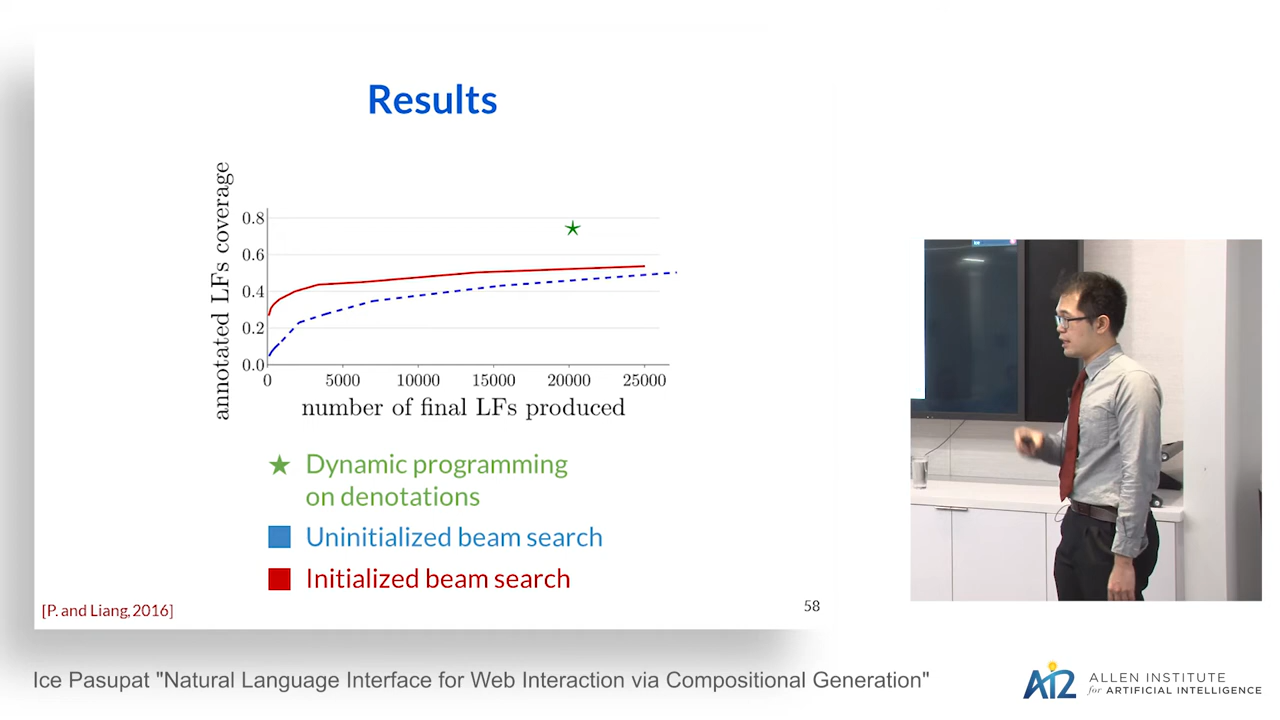 Results
annotated LFs coverage
0.8
0.6
0.4
0.2
0.0
0 5000 10000 15000 20000 25000
number of final LFs produced
Dynamic programming
on denotations
Uninitialized beam search
Initialized beam search
[P. and Liang, 2016]
58
Ice Pasupat "Natural Language Interface for Web Interaction via Compositional Generation"
AI2
ALLEN INSTITUTE
for ARTIFICIAL INTELLIGENCE